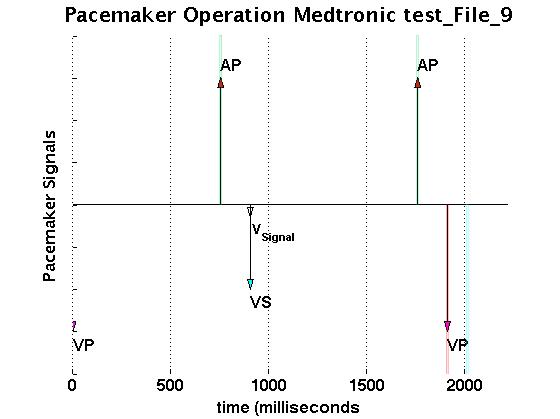 Pacemaker Operation Medtronic test_File_9
AP
AP
Pacemaker Signals
V Signal
VS
VP
VP
0
500
1000
1500
2000
time (milliseconds